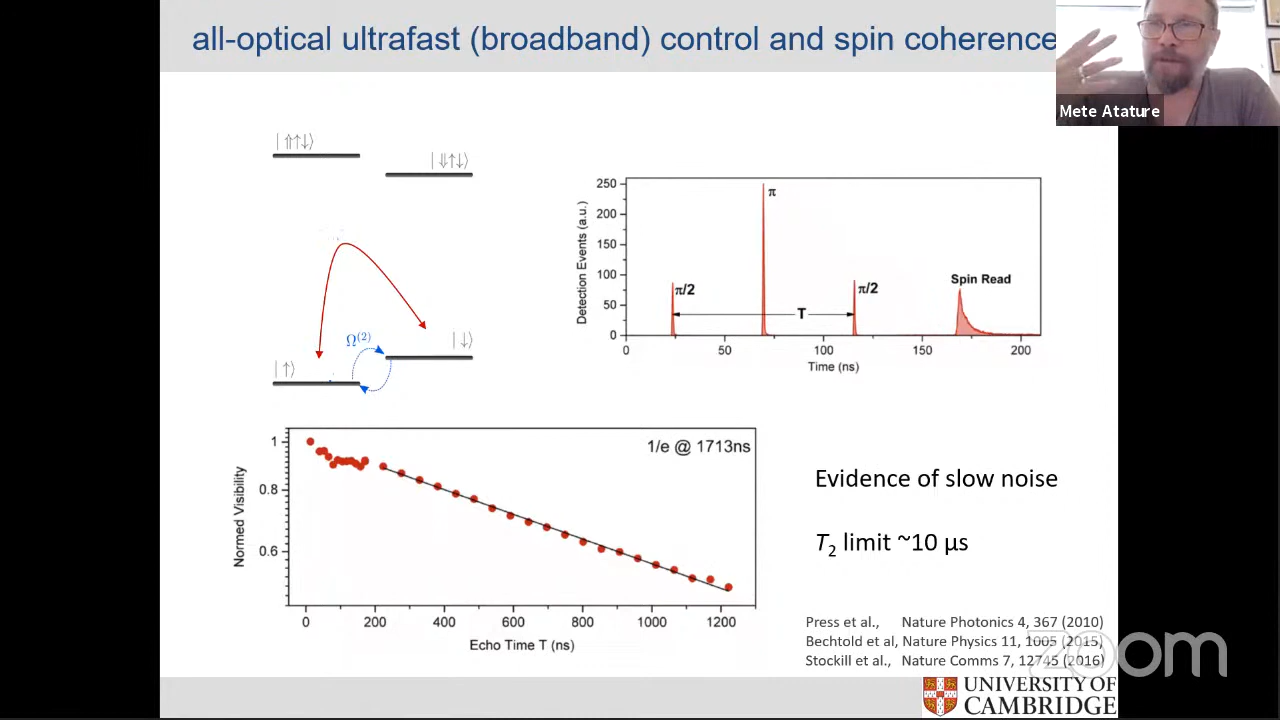 all-optical ultrafast (broadband) control and spin coherence
Mete Atature
|⇑↑↓⟩
|⇓↑↓⟩
Ω(2)
|↓⟩
|↑⟩
Detection Events (a.u.)
250
200
150
100
50
0
π/2
π
π/2
T
Spin Read
0 50 100 150 200
Time (ns)
Normed Visibility
1
0.8
0.6
1/e @ 1713ns
0 200 400 600 800 1000 1200
Echo Time T (ns)
Evidence of slow noise
T2 limit ~10 µs
Press et al., Nature Photonics 4, 367 (2010)
Bechtold et al, Nature Physics 11, 1005 (2015)
Stockill et al., Nature Comms 7, 12745 (2016)
zoom
UNIVERSITY OF
CAMBRIDGE